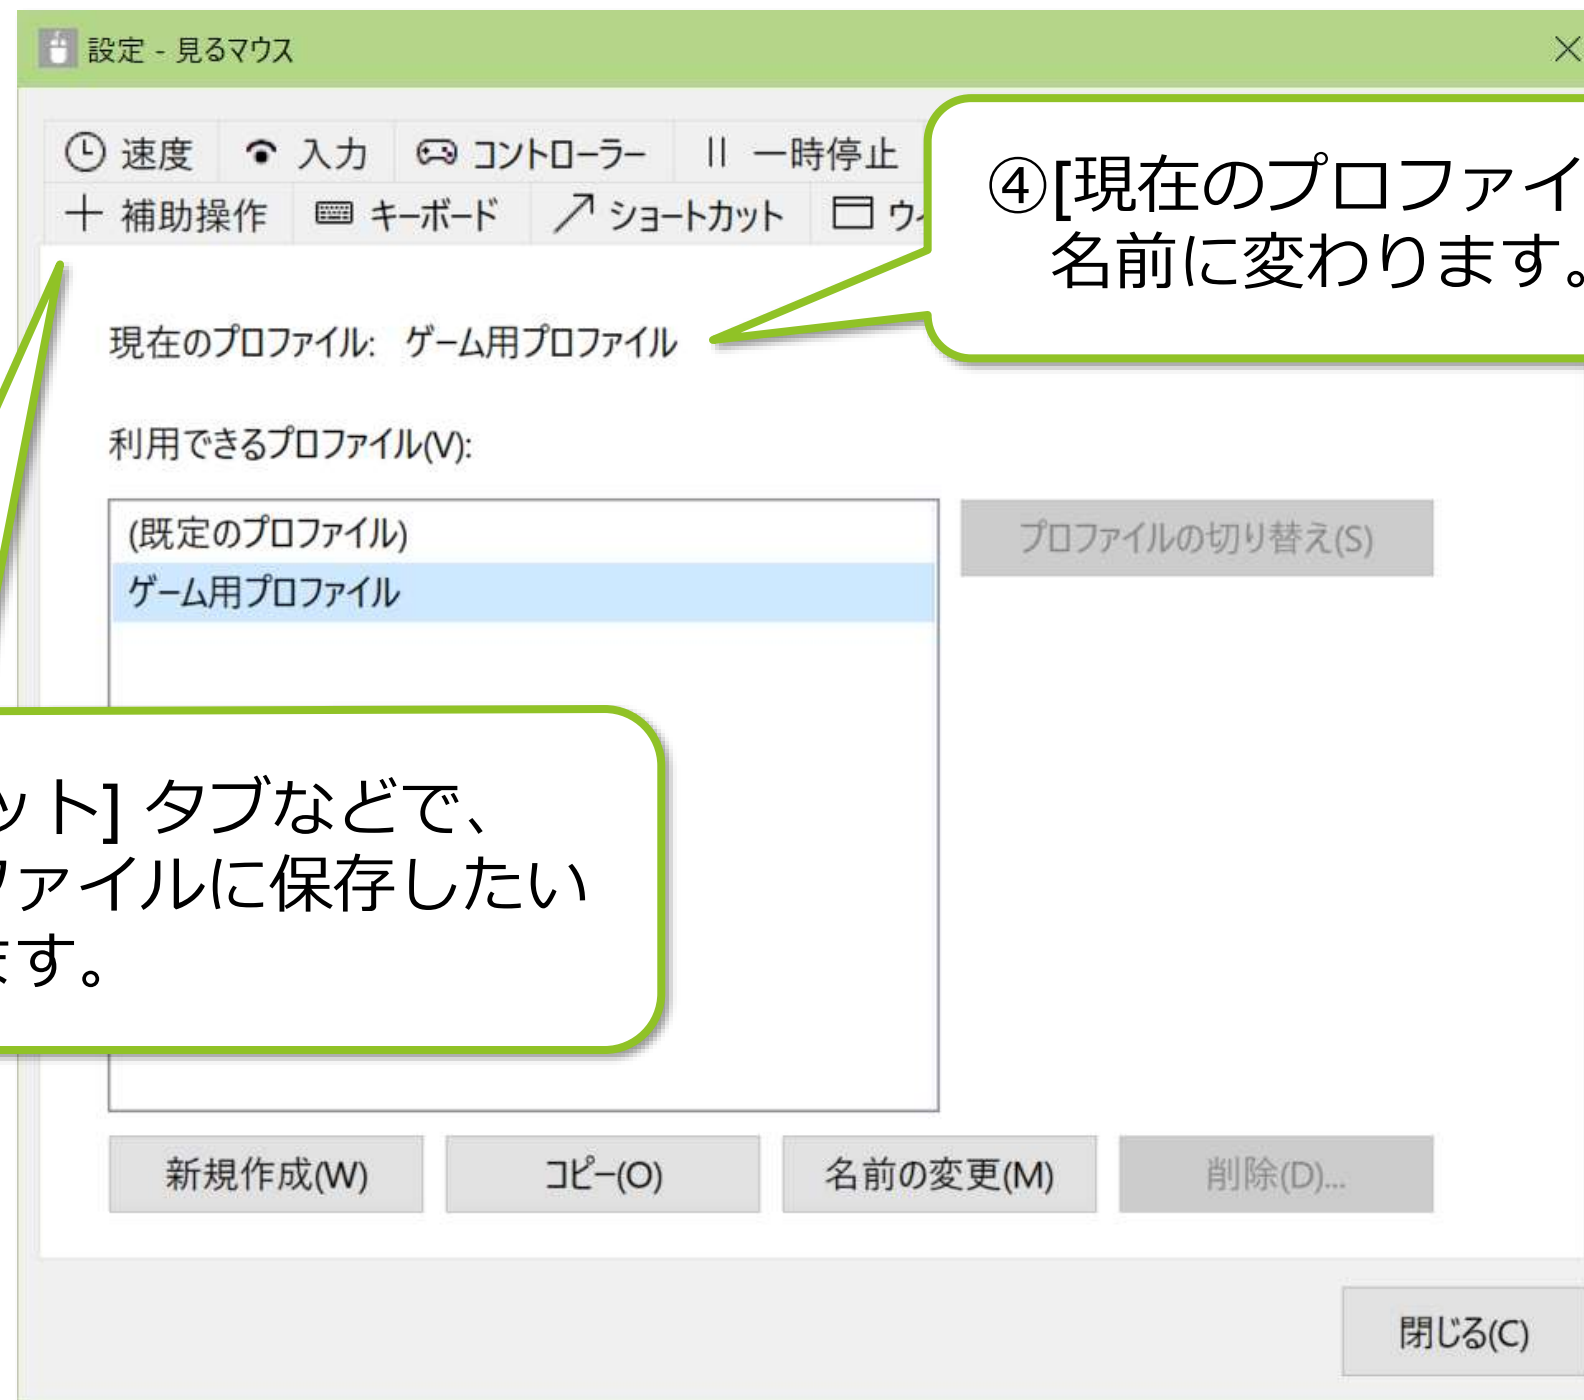 設定 - 見るマウス
速度 入力 コントローラー 一時停止
補助操作 キーボード ショートカット ウ
④[現在のプロファイ
名前に変わります。
現在のプロファイル: ゲーム用プロファイル
利用できるプロファイル(V):
(既定のプロファイル)
ゲーム用プロファイル
プロファイルの切り替え(S)
ット] タブなどで、
ファイルに保存したい
ます。
新規作成(W) コピー(O) 名前の変更(M) 削除(D)...
閉じる(C)